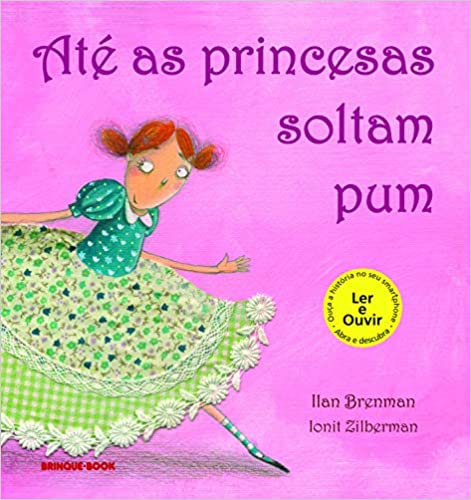 Até as princesas
soltam
pum
Ouça a história no seu smartphone
Ler
e
Ouvir
• Abra e descubra •
Ilan Brenman
Ionit Zilberman
BRINQUE-BOOK